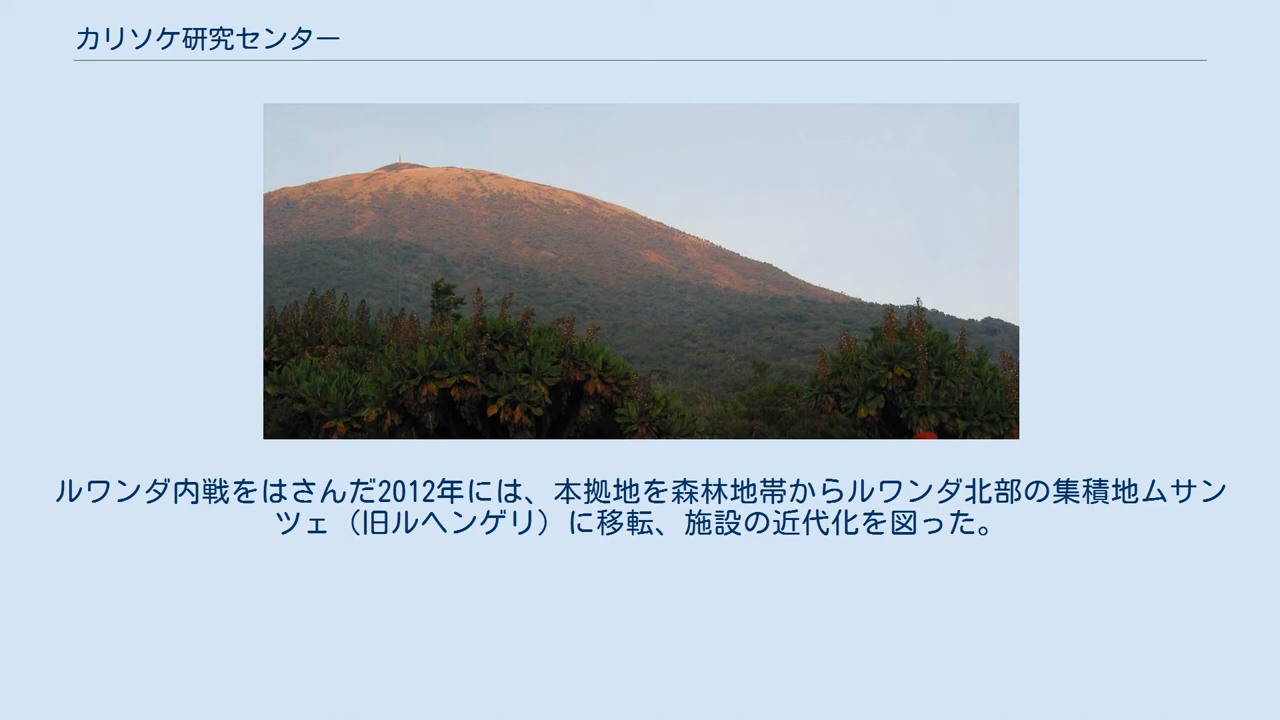 カリソケ研究センター
ルワンダ内戦をはさんだ2012年には、本拠地を森林地帯からルワンダ北部の集積地ムサン
ツェ（旧ルヘンゲリ）に移転、施設の近代化を図った。